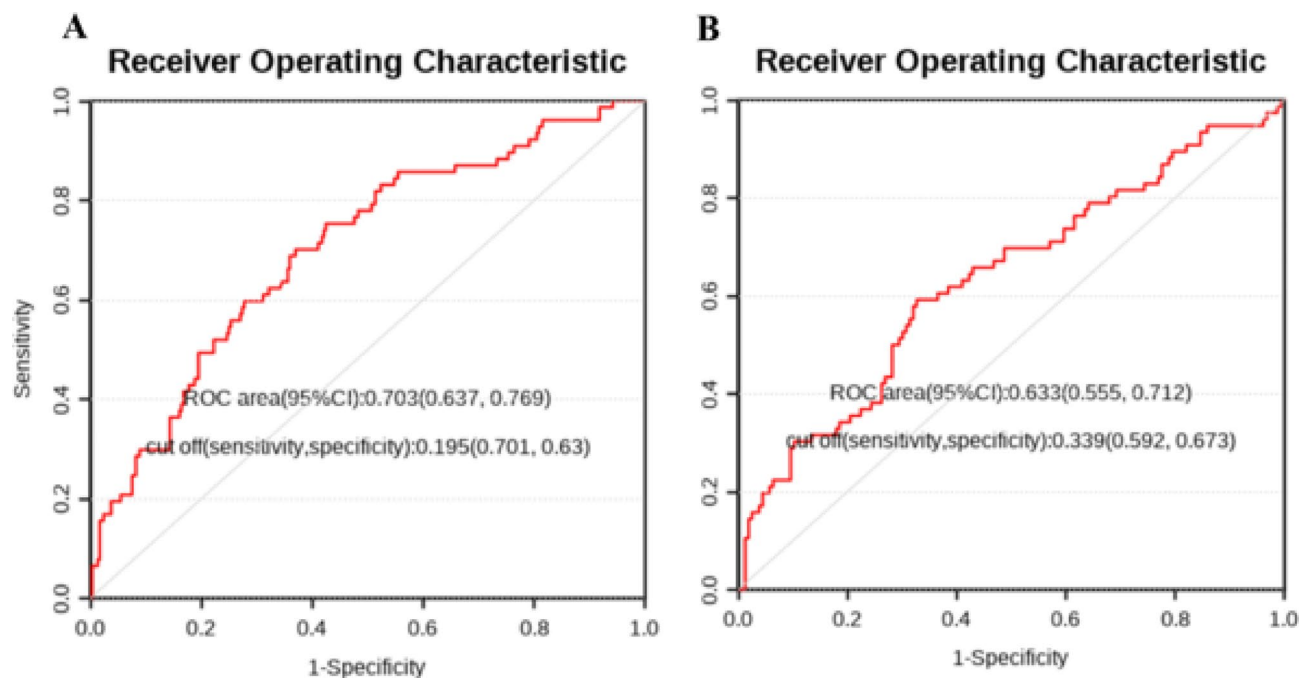 A
Receiver Operating Characteristic
Sensitivity
1.0
0.8
0.6
0.4
0.2
0.0
ROC area(95%CI):0.703(0.637, 0.769)
cut off(sensitivity,specificity):0.195(0.701, 0.63)
0.0 0.2 0.4 0.6 0.8 1.0
1-Specificity
B
Receiver Operating Characteristic
1.0
0.8
0.6
0.4
0.2
0.0
ROC area(95%CI):0.633(0.555, 0.712)
cut off(sensitivity,specificity):0.339(0.592, 0.673)
0.0 0.2 0.4 0.6 0.8 1.0
1-Specificity